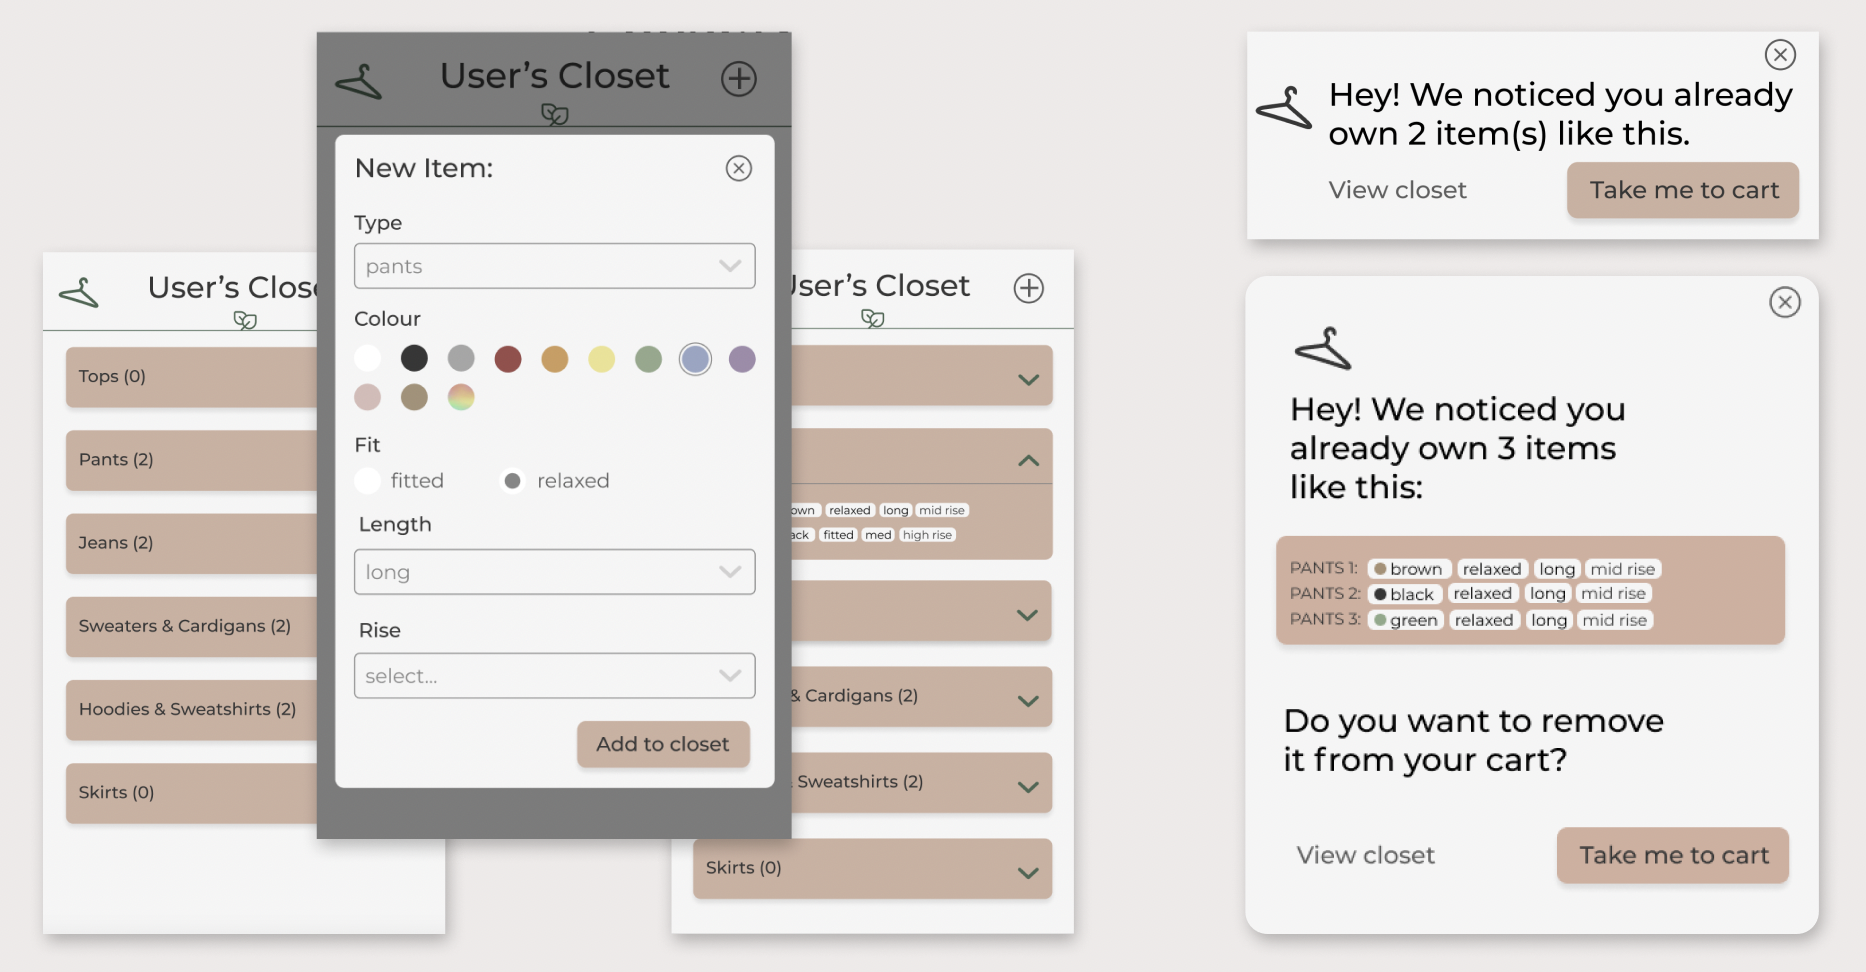 User's Closet
New Item:
Type
pants
Colour
Fit
fitted
relaxed
Length
long
Rise
select...
Add to closet
User's
Tops (0)
Pants (2)
Jeans (2)
Sweaters & Cardigans (2)
Hoodies & Sweatshirts (2)
Skirts (0)
Closet
relaxed long mid rise
fitted med high rise
& Cardigans (2)
Sweatshirts (2)
Skirts (0)
Hey! We noticed you already
own 2 item(s) like this.
View closet
Take me to cart
Hey! We noticed you
already own 3 items
like this:
PANTS 1: brown relaxed long mid rise
PANTS 2: black relaxed long mid rise
PANTS 3: green relaxed long mid rise
Do you want to remove
it from your cart?
View closet
Take me to cart